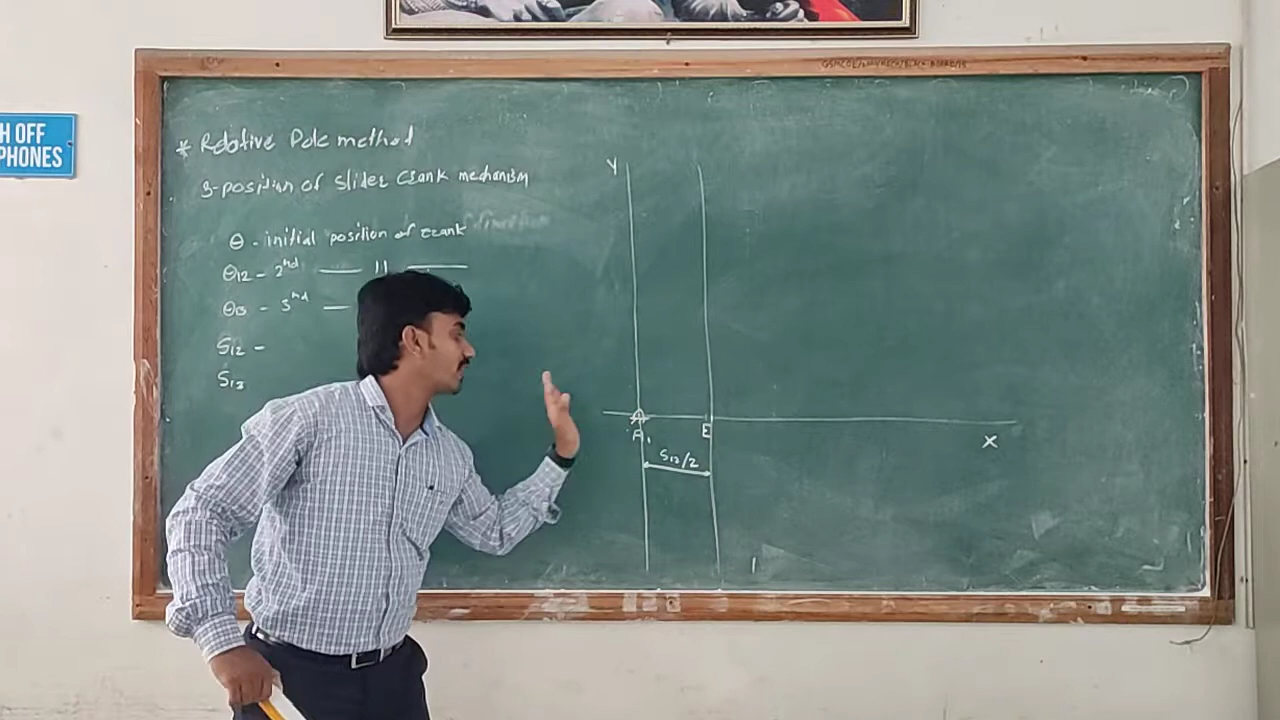 H OFF
PHONES
* Relative Pole method
3-position of slider crank mechanism
θ - initial position of crank
θ12 - 2nd —— 11 ——
θ13 - 3rd —
S12 -
S13
Y
A,
E
S12/2
X